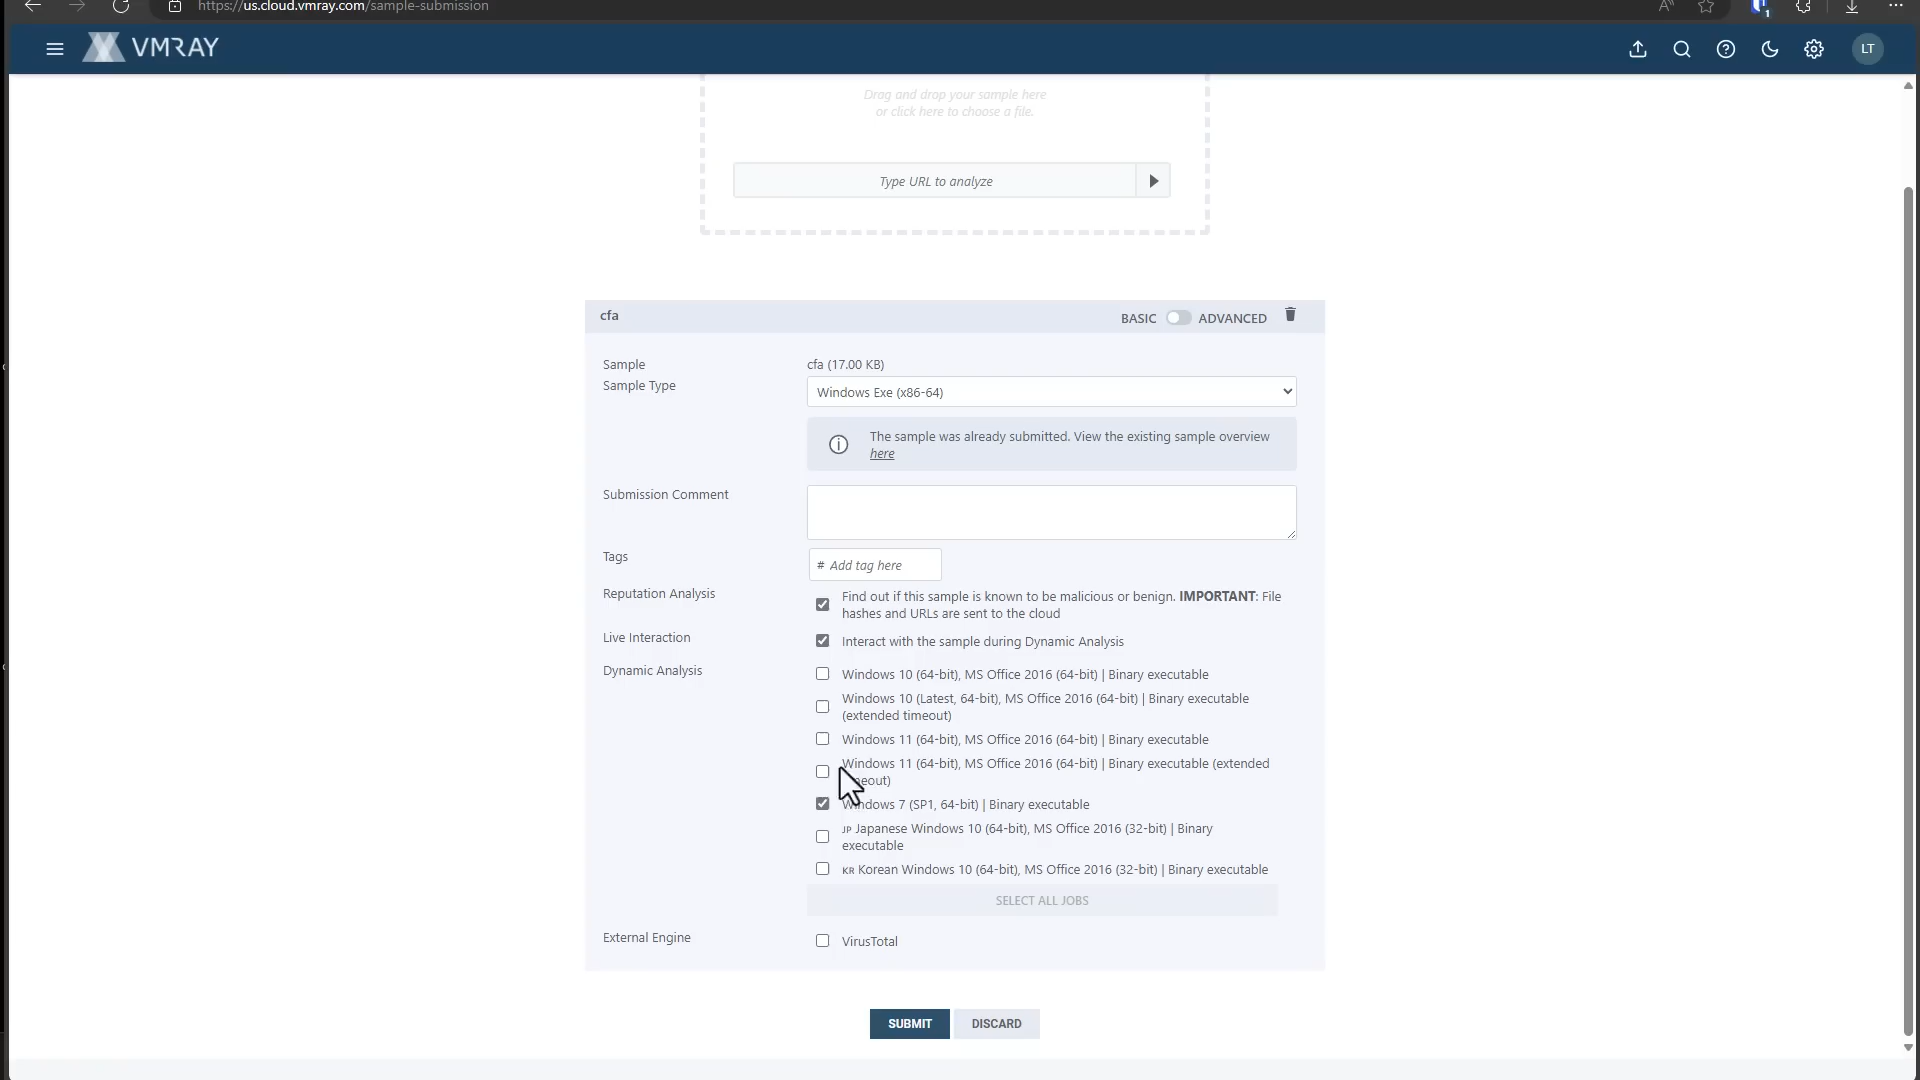 https://us.cloud.vmray.com/sample-submission
1
VMRAY
LT
Drag and drop your sample here
or click here to choose a file.
Type URL to analyze
cfa
BASIC
ADVANCED
Sample
cfa (17.00 KB)
Sample Type
Windows Exe (x86-64)
The sample was already submitted. View the existing sample overview
here
Submission Comment
Tags
# Add tag here
Reputation Analysis
Find out if this sample is known to be malicious or benign. IMPORTANT: File
hashes and URLs are sent to the cloud
Live Interaction
Interact with the sample during Dynamic Analysis
Dynamic Analysis
Windows 10 (64-bit), MS Office 2016 (64-bit) | Binary executable
Windows 10 (Latest, 64-bit), MS Office 2016 (64-bit) | Binary executable
(extended timeout)
Windows 11 (64-bit), MS Office 2016 (64-bit) | Binary executable
Windows 11 (64-bit), MS Office 2016 (64-bit) | Binary executable (extended
timeout)
Windows 7 (SP1, 64-bit) | Binary executable
JP Japanese Windows 10 (64-bit), MS Office 2016 (32-bit) | Binary
executable
KR Korean Windows 10 (64-bit), MS Office 2016 (32-bit) | Binary executable
SELECT ALL JOBS
External Engine
VirusTotal
SUBMIT
DISCARD